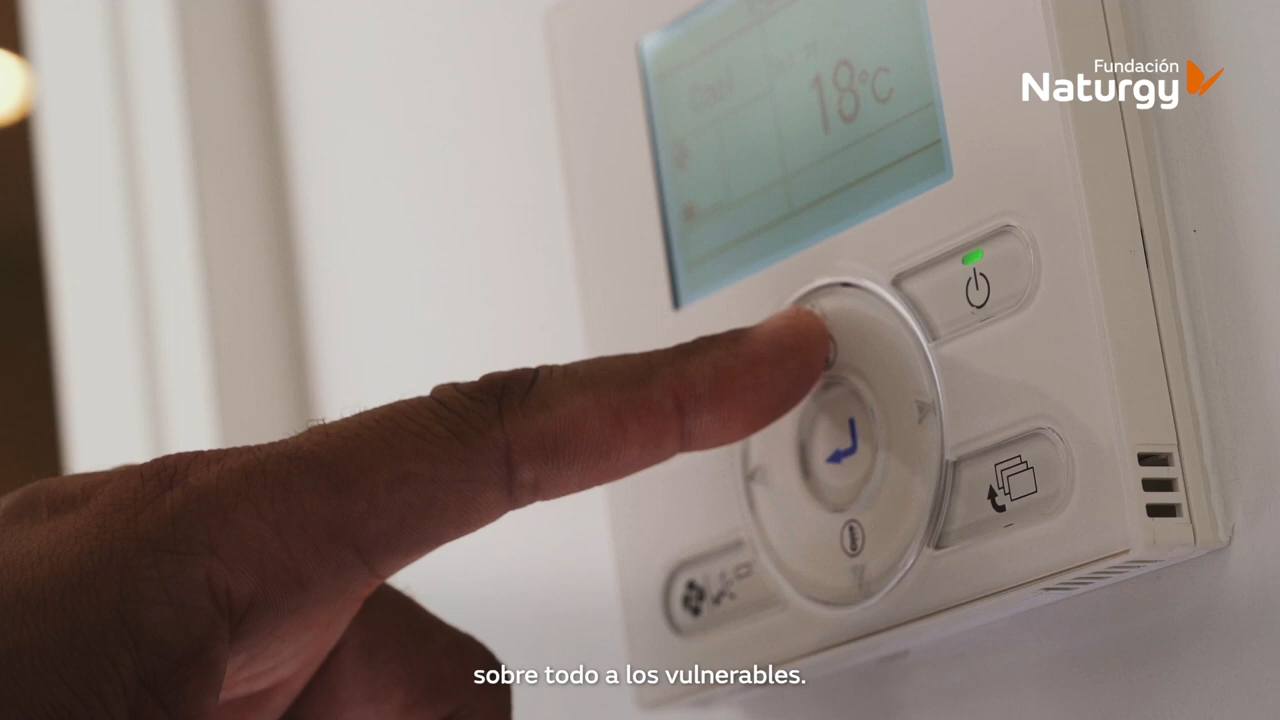 Fundación
Naturgy
18°C
sobre todo a los vulnerables.